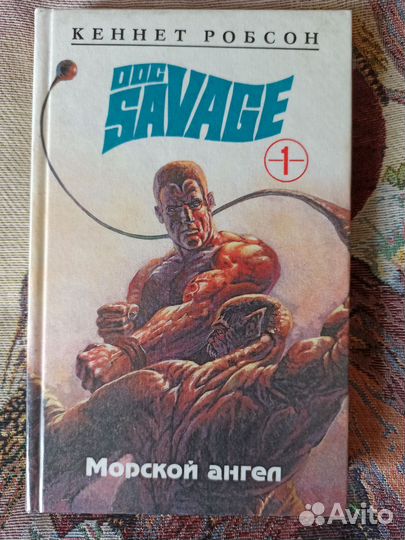 КЕННЕТ РОБСОН
DOC
SAVAGE
1
Морской ангел
Avito